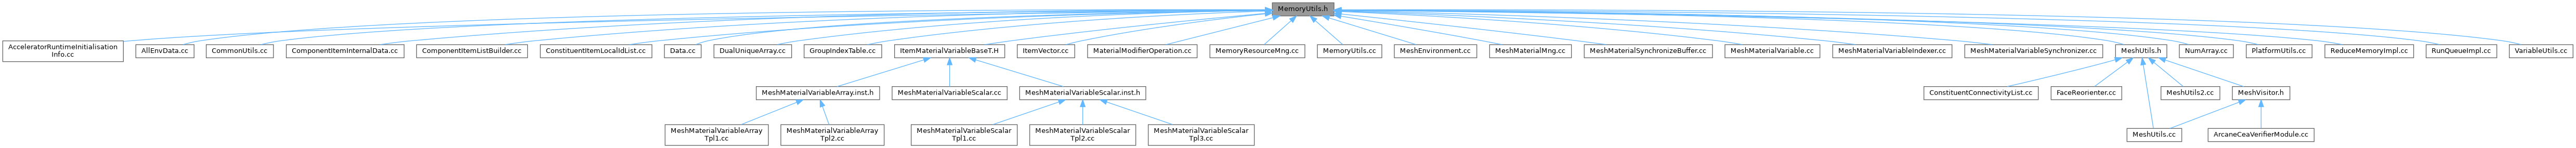 MemoryUtils.h
AcceleratorRuntimeInitialisation
Info.cc
AllEnvData.cc
CommonUtils.cc
ComponentItemInternalData.cc
ComponentItemListBuilder.cc
ConstituentItemLocalIdList.cc
Data.cc
DualUniqueArray.cc
GroupIndexTable.cc
ItemMaterialVariableBaseT.H
ItemVector.cc
MaterialModifierOperation.cc
MemoryResourceMng.cc
MemoryUtils.cc
MeshEnvironment.cc
MeshMaterialMng.cc
MeshMaterialSynchronizeBuffer.cc
MeshMaterialVariable.cc
MeshMaterialVariableIndexer.cc
MeshMaterialVariableSynchronizer.cc
MeshUtils.h
NumArray.cc
PlatformUtils.cc
ReduceMemoryImpl.cc
RunQueueImpl.cc
VariableUtils.cc
MeshMaterialVariableArray.inst.h
MeshMaterialVariableScalar.cc
MeshMaterialVariableScalar.inst.h
ConstituentConnectivityList.cc
FaceReorienter.cc
MeshUtils2.cc
MeshVisitor.h
MeshMaterialVariableArray
Tpl1.cc
MeshMaterialVariableArray
Tpl2.cc
MeshMaterialVariableScalar
Tpl1.cc
MeshMaterialVariableScalar
Tpl2.cc
MeshMaterialVariableScalar
Tpl3.cc
MeshUtils.cc
ArcaneCeaVerifierModule.cc